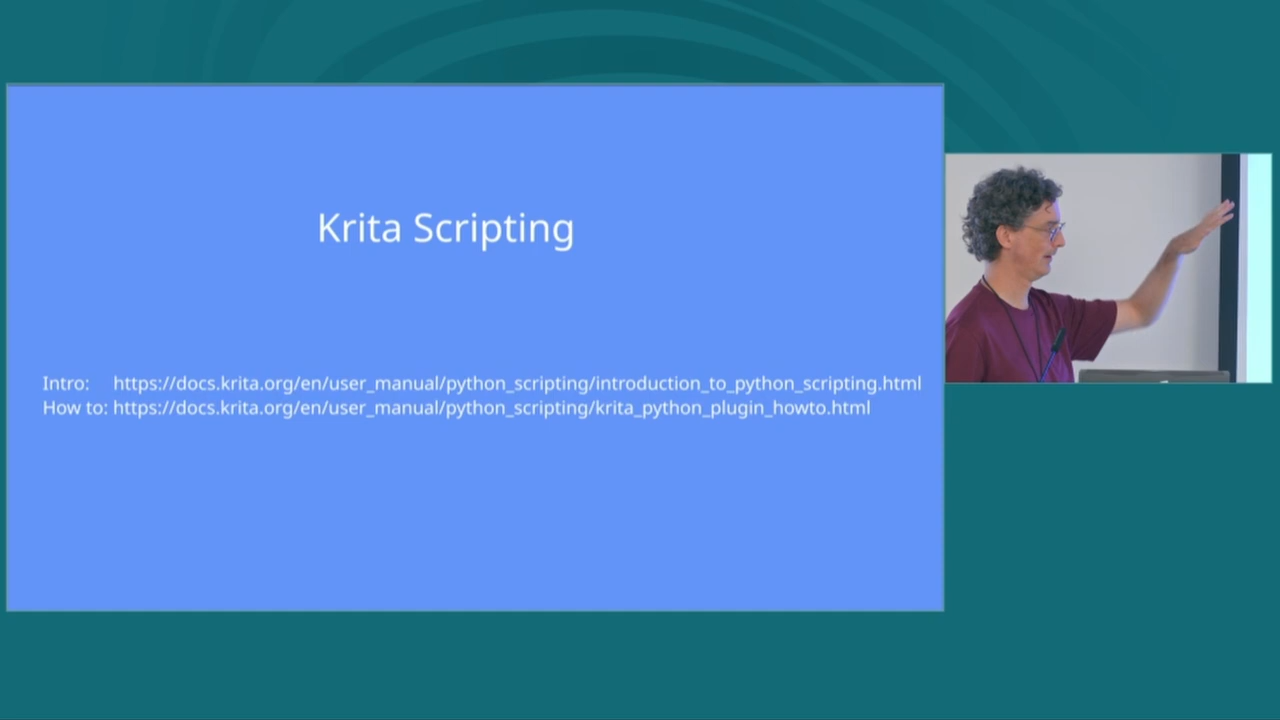 Krita Scripting
Intro: https://docs.krita.org/en/user_manual/python_scripting/introduction_to_python_scripting.html
How to: https://docs.krita.org/en/user_manual/python_scripting/krita_python_plugin_howto.html